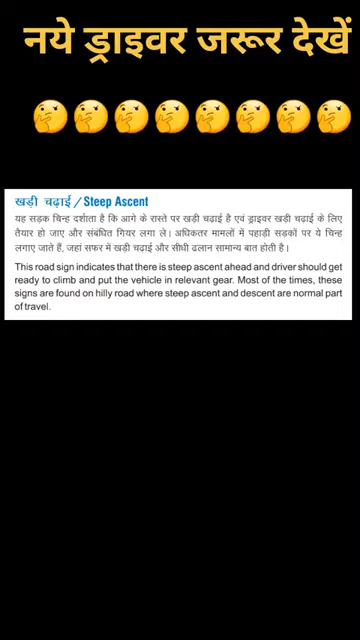 नये ड्राइवर जरूर देखें
🤔🤔🤔🤔🤔🤔🤔🤔
खड़ी चढ़ाई / Steep Ascent
यह सड़क चिन्ह दर्शाता है कि आगे के रास्ते पर खड़ी चढ़ाई है एवं ड्राइवर खड़ी चढ़ाई के लिए
तैयार हो जाए और संबंधित गियर लगा ले। अधिकतर मामलों में पहाड़ी सड़कों पर ये चिन्ह
लगाए जाते हैं, जहां सफर में खड़ी चढ़ाई और सीधी ढलान सामान्य बात होती है।
This road sign indicates that there is steep ascent ahead and driver should get
ready to climb and put the vehicle in relevant gear. Most of the times, these
signs are found on hilly road where steep ascent and descent are normal part
of travel.